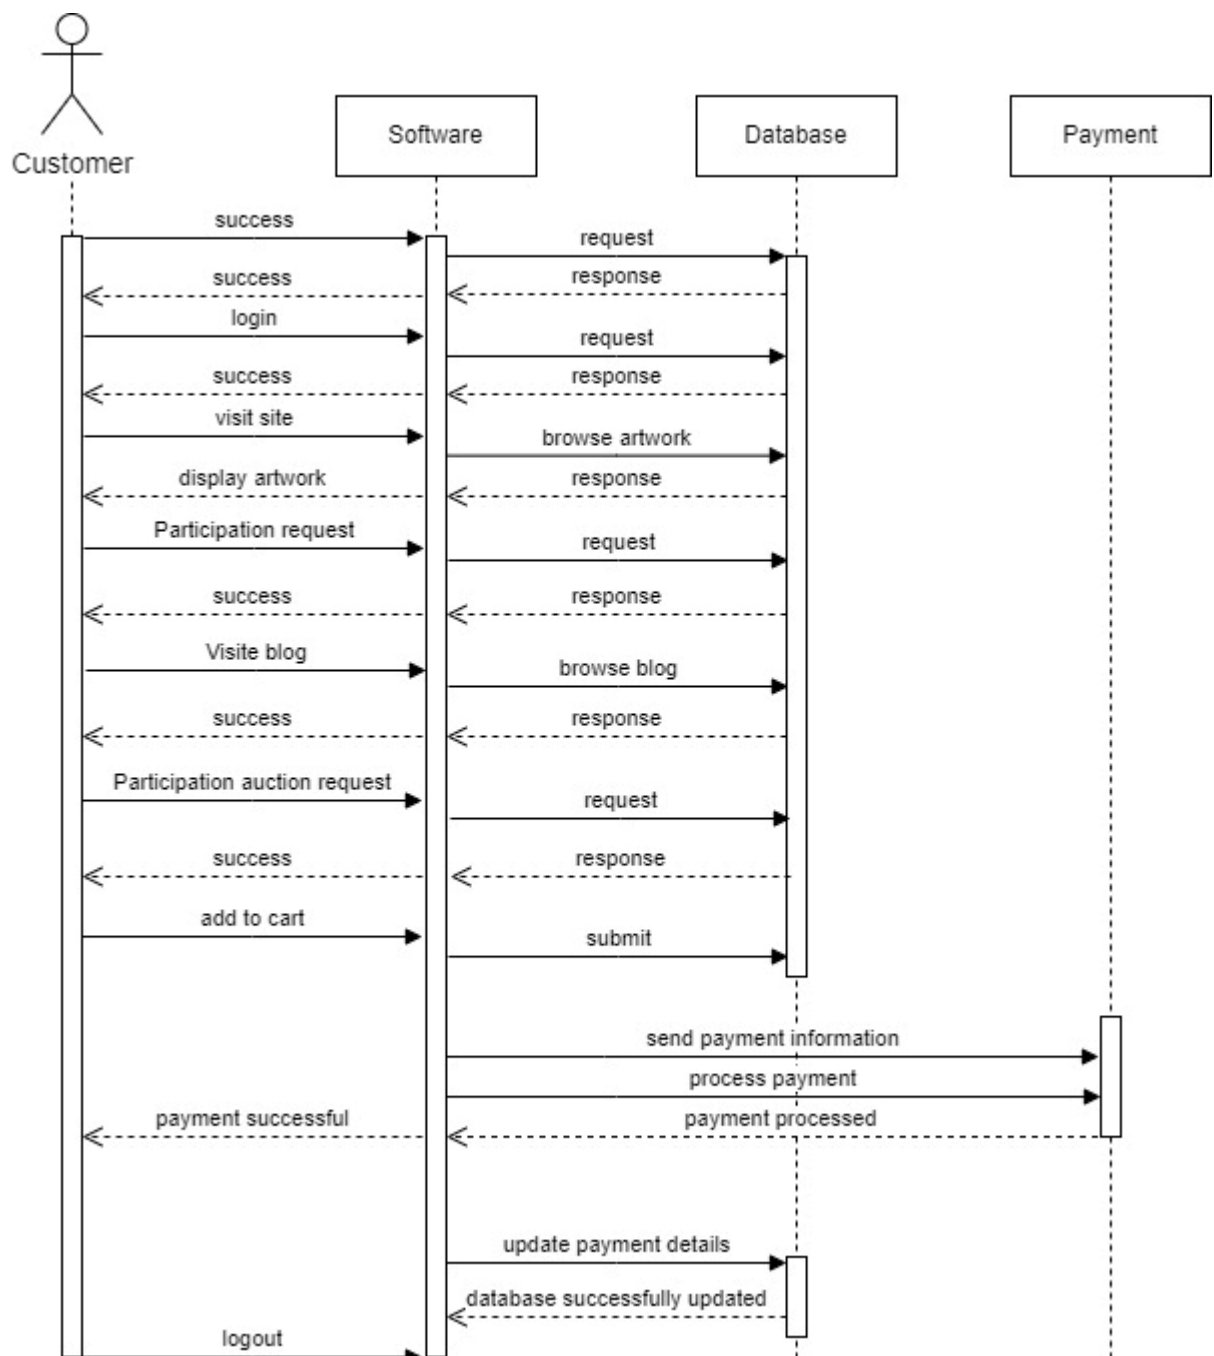 Customer
Software
Database
Payment
success
request
success
response
login
request
success
response
visit site
browse artwork
display artwork
response
Participation request
request
success
response
Visite blog
browse blog
success
response
Participation auction request
request
success
response
add to cart
submit
send payment information
process payment
payment successful
payment processed
update payment details
database successfully updated
logout